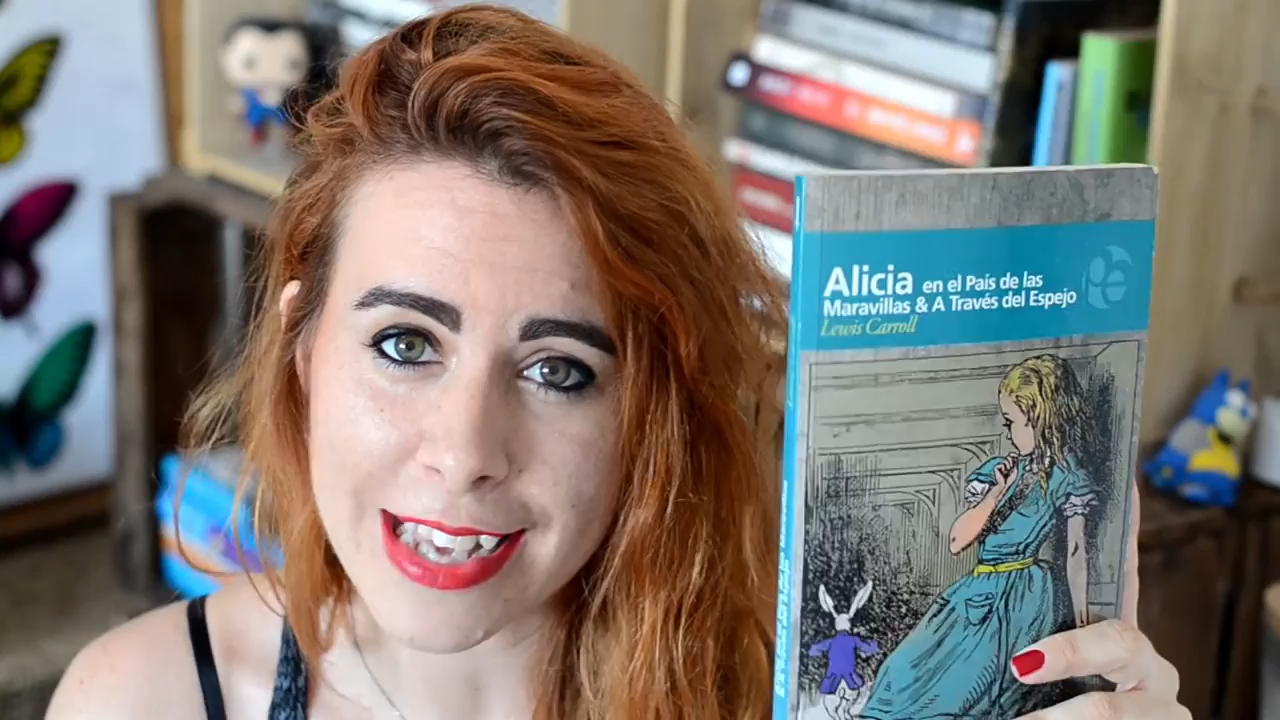 Alicia en el País de las
Maravillas & A Través del Espejo
Lewis Carroll